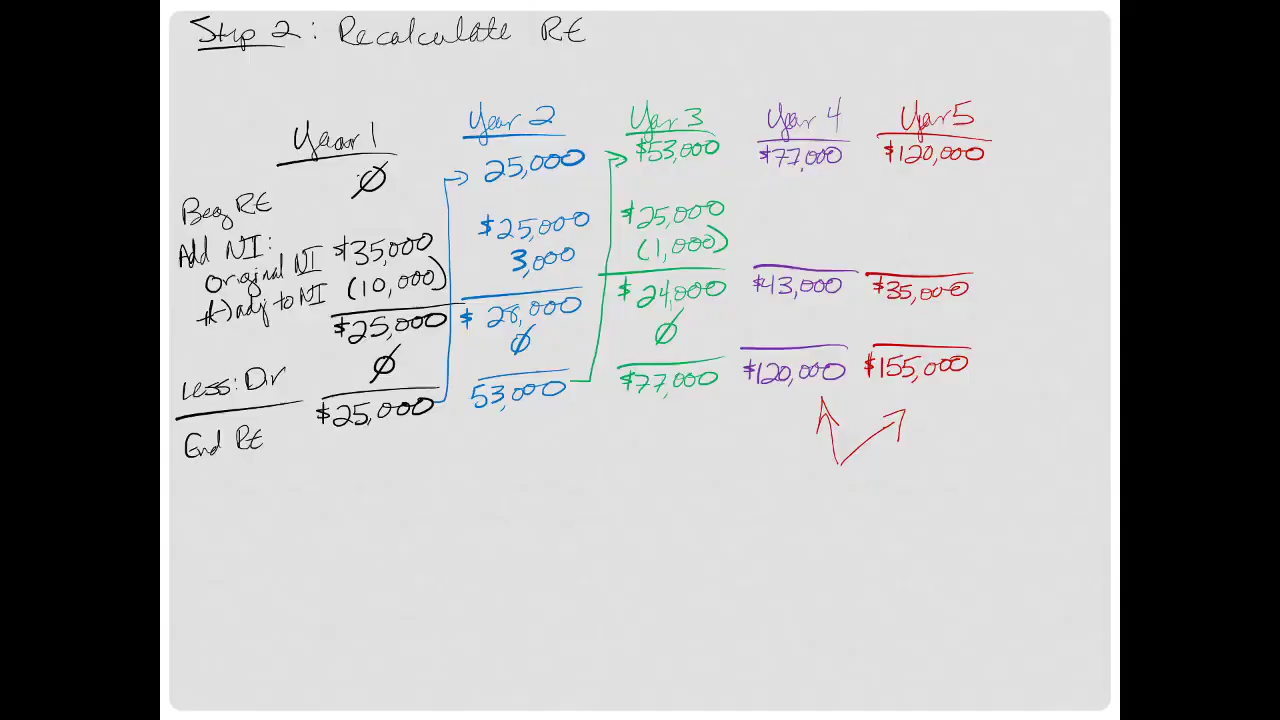 Step 2: Recalculate RE
Year 1 Year 2 Year 3 Year 4 Year 5
Beg RE Ø 25,000 $53,000 $77,000 $120,000
Add NI:
original NI $35,000 $25,000 $25,000
(±) adj to NI (10,000) 3,000 (1,000)
$25,000 $28,000 $24,000 $43,000 $35,000
Less: Div Ø Ø Ø
End RE $25,000 53,000 $77,000 $120,000 $155,000